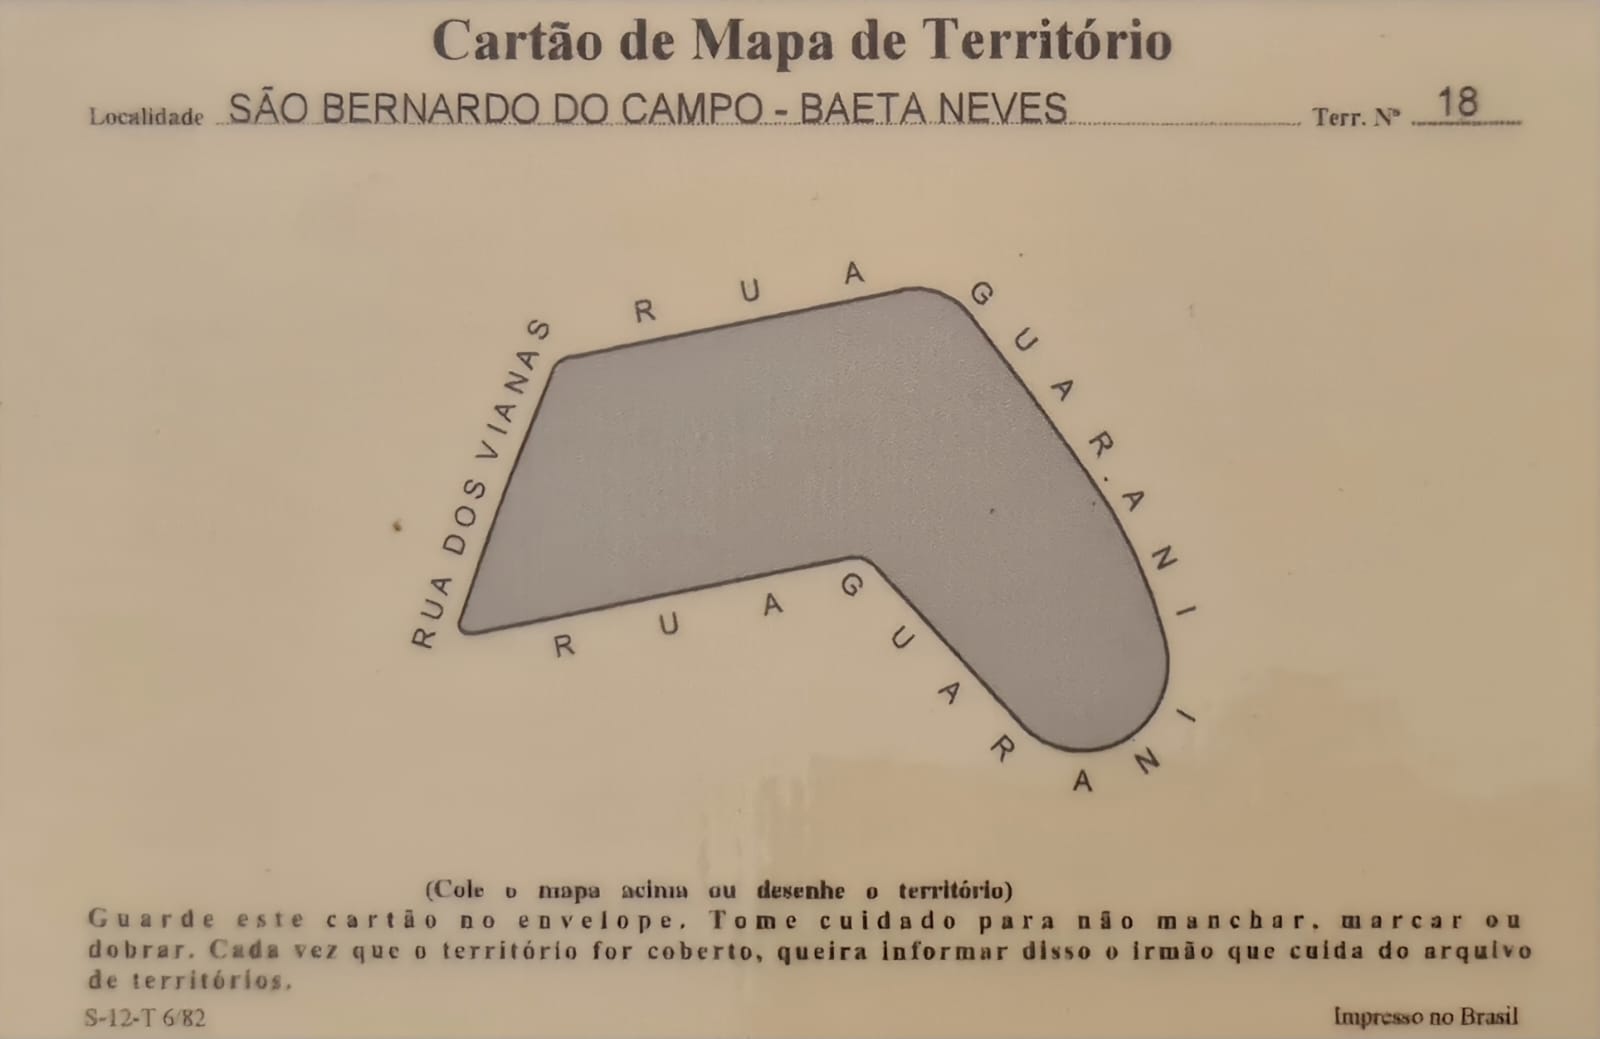 Cartão de Mapa de Território
Localidade SÃO BERNARDO DO CAMPO - BAETA NEVES Terr. Nº 18
RUA GUARANI
RUA DOS VIANAS
RUA GUARANI
(Cole o mapa acima ou desenhe o território)
Guarde este cartão no envelope. Tome cuidado para não manchar, marcar ou
dobrar. Cada vez que o território for coberto, queira informar disso o irmão que cuida do arquivo
de territórios.
S-12-T 6/82 Impresso no Brasil